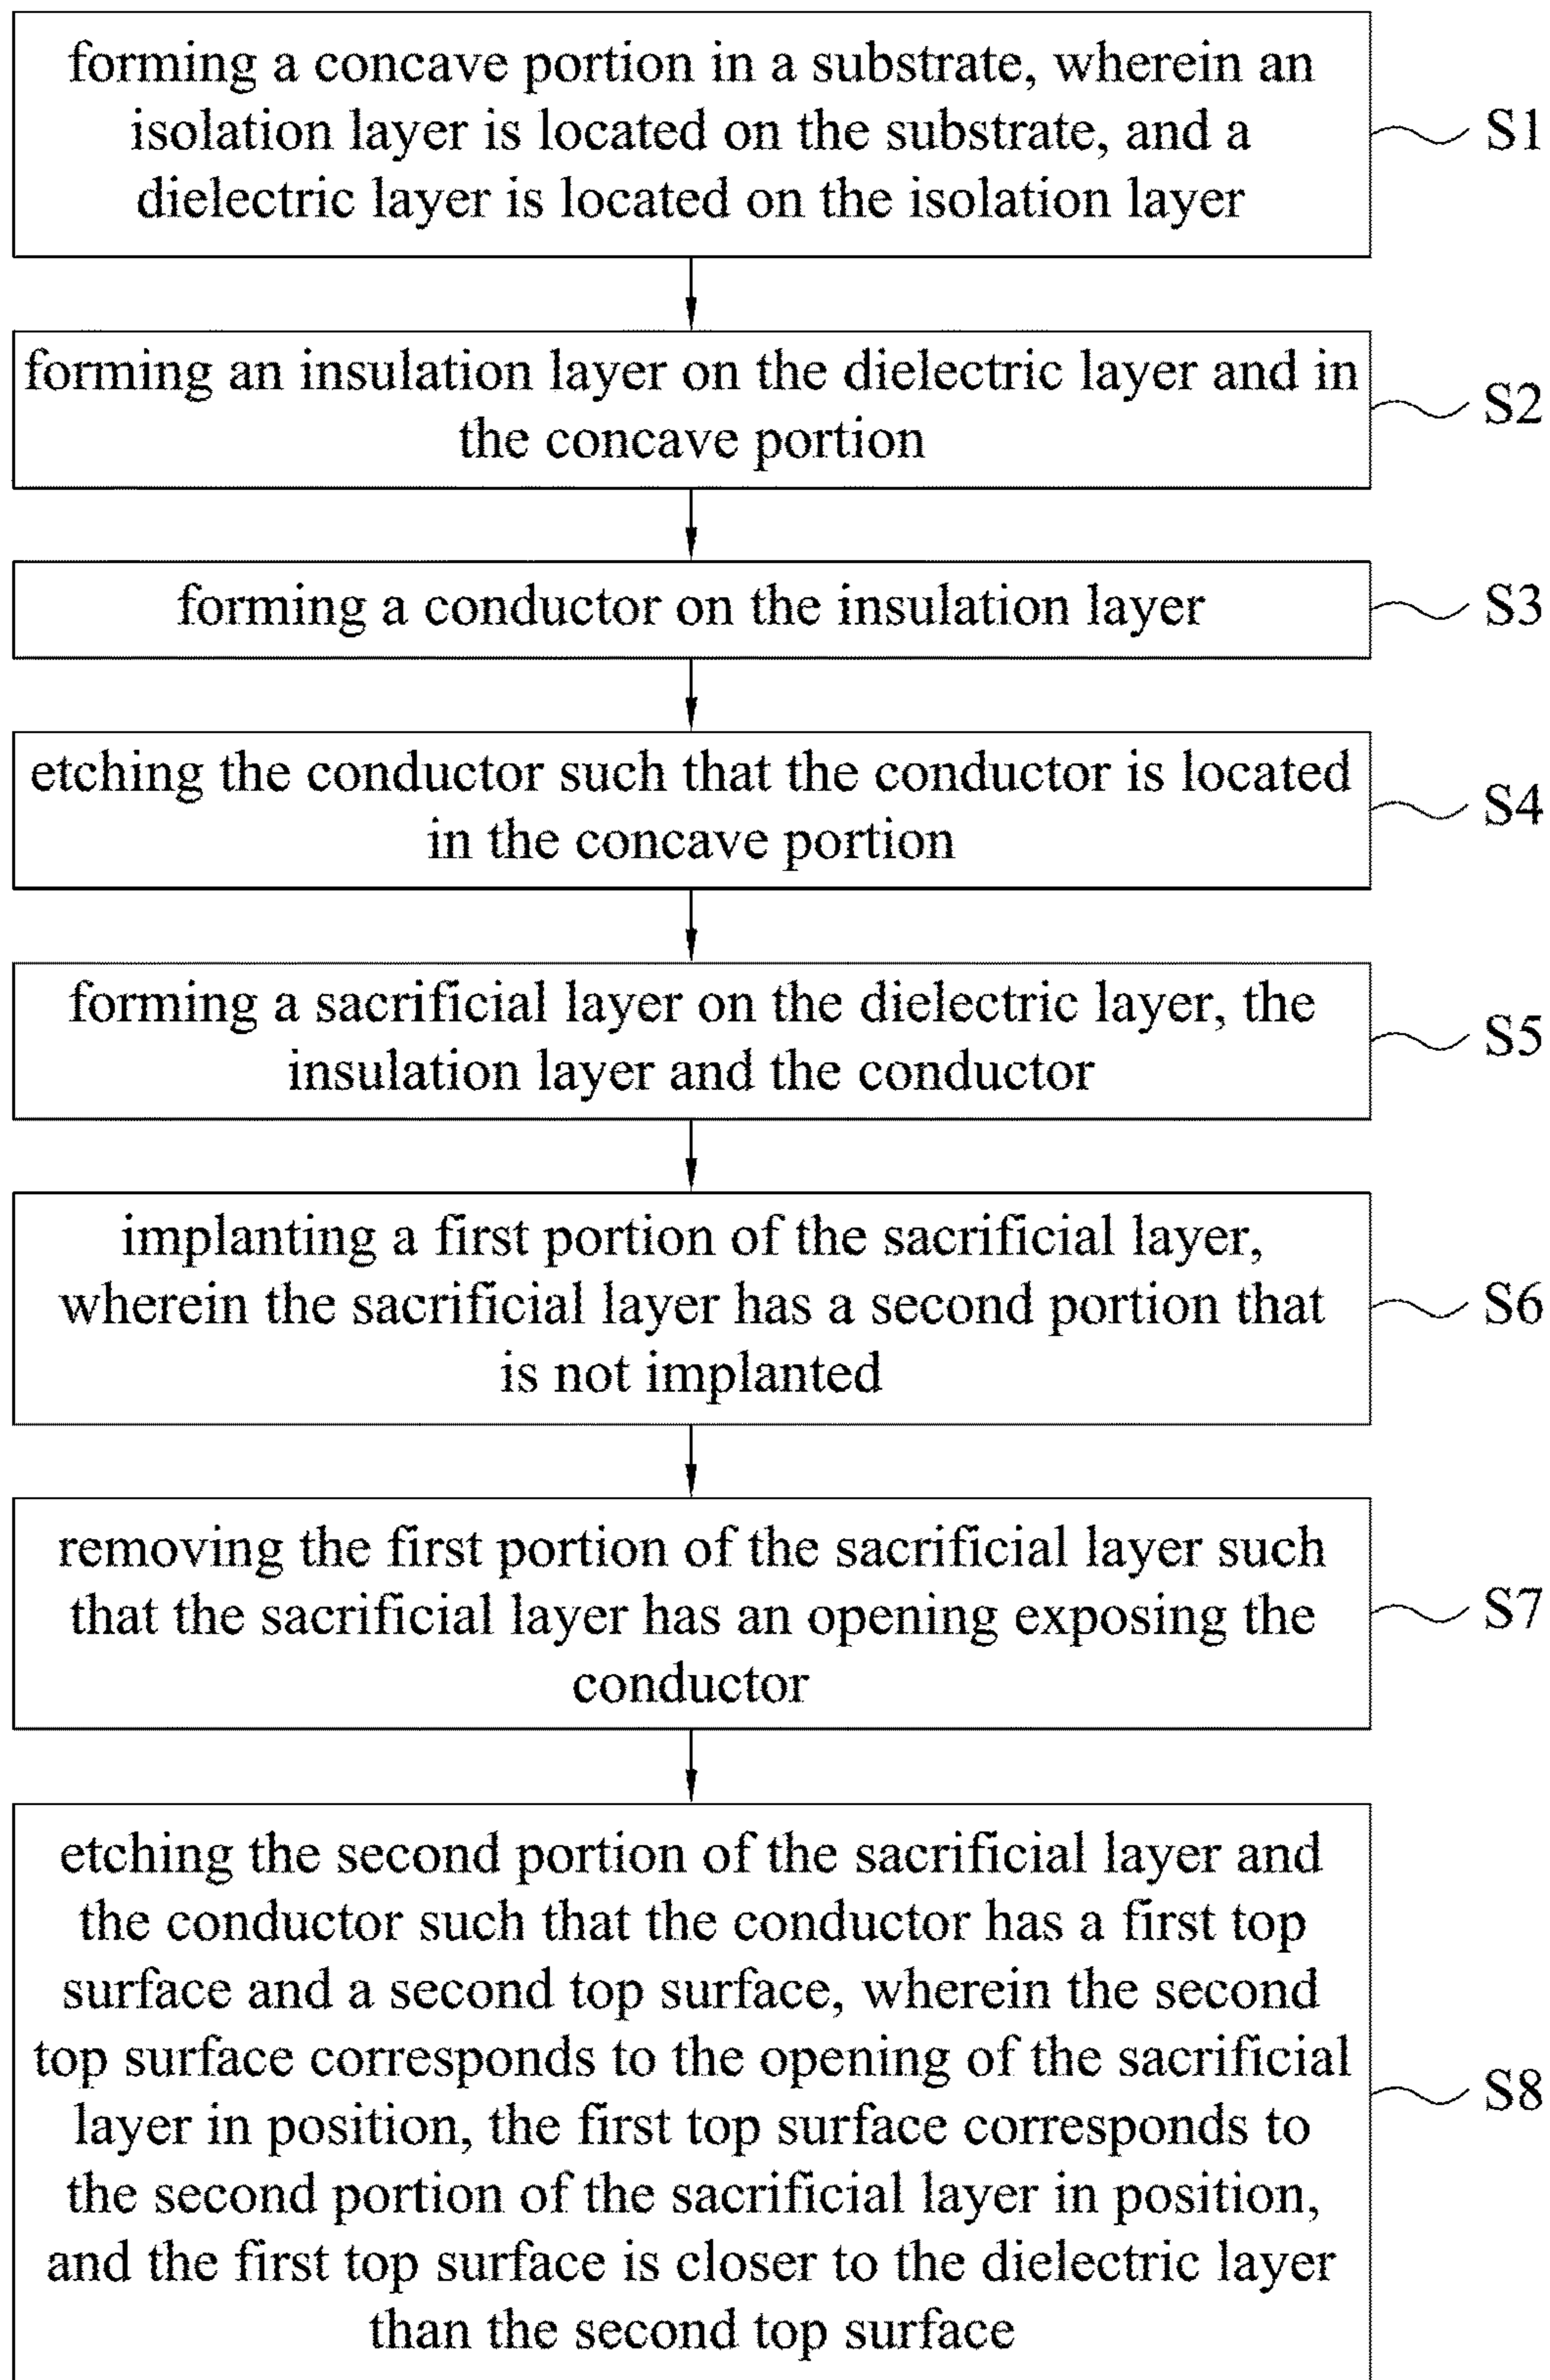 forming a concave portion in a substrate, wherein an
isolation layer is located on the substrate, and a
dielectric layer is located on the isolation layer
S1
forming an insulation layer on the dielectric layer and in
the concave portion
S2
forming a conductor on the insulation layer
S3
etching the conductor such that the conductor is located
in the concave portion
S4
forming a sacrificial layer on the dielectric layer, the
insulation layer and the conductor
S5
implanting a first portion of the sacrificial layer,
wherein the sacrificial layer has a second portion that
is not implanted
S6
removing the first portion of the sacrificial layer such
that the sacrificial layer has an opening exposing the
conductor
S7
etching the second portion of the sacrificial layer and
the conductor such that the conductor has a first top
surface and a second top surface, wherein the second
top surface corresponds to the opening of the sacrificial
layer in position, the first top surface corresponds to
the second portion of the sacrificial layer in position,
and the first top surface is closer to the dielectric layer
than the second top surface
S8